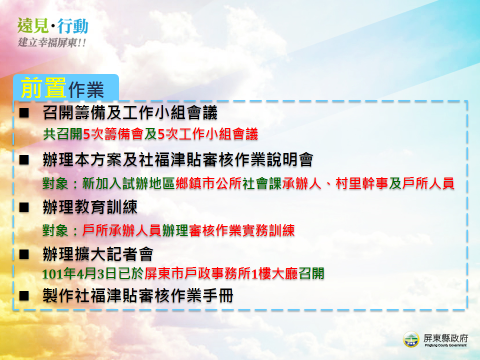 遠見·行動
建立幸福屏東!!
前置作業
■ 召開籌備及工作小組會議
共召開5次籌備會及5次工作小組會議
■ 辦理本方案及社福津貼審核作業說明會
對象：新加入試辦地區鄉鎮市公所社會課承辦人、村里幹事及戶所人員
■ 辦理教育訓練
對象：戶所承辦人員辦理審核作業實務訓練
■ 辦理擴大記者會
101年4月3日已於屏東市戶政事務所1樓大廳召開
■ 製作社福津貼審核作業手冊
屏東縣政府
Pingtung County Government